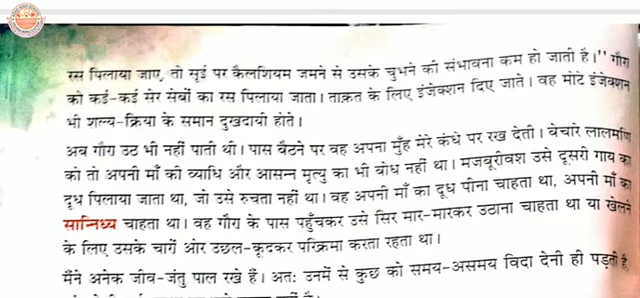 रस पिलाया जाए, तो सुई पर कैलशियम जमने से उसके चुभने की संभावना कम हो जाती है।" गौरा
को कई-कई सेर सेबों का रस पिलाया जाता। ताक़त के लिए इंजेक्शन दिए जाते। वह मोटे इंजेक्शन
भी शल्य-क्रिया के समान दुखदायी होते।
अब गौरा उठ भी नहीं पाती थी। पास बैठने पर वह अपना मुँह मेरे कंधे पर रख देती। बेचारे लालमणि
को तो अपनी माँ की व्याधि और आसन्न मृत्यु का भी बोध नहीं था। मजबूरीवश उसे दूसरी गाय का
दूध पिलाया जाता था, जो उसे रुचता नहीं था। वह अपनी माँ का दूध पीना चाहता था, अपनी माँ का
सान्निध्य चाहता था। वह गौरा के पास पहुँचकर उसे सिर मार-मारकर उठाना चाहता था या खेलने
के लिए उसके चारों ओर उछल-कूदकर परिक्रमा करता रहता था।
मैंने अनेक जीव-जंतु पाल रखे हैं। अतः उनमें से कुछ को समय-असमय विदा देनी ही पड़ती है,